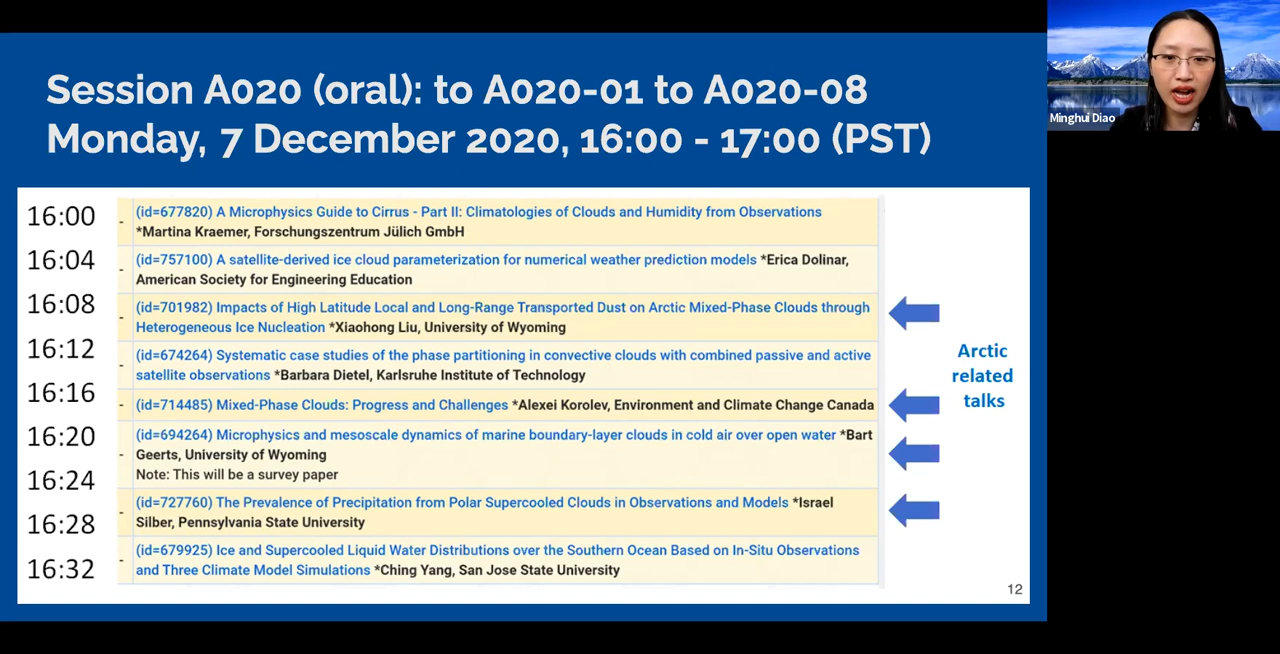 Session A020 (oral): to A020-01 to A020-08
Monday, 7 December 2020, 16:00 - 17:00 (PST)
Minghui Diao
16:00
- (id=677820) A Microphysics Guide to Cirrus - Part II: Climatologies of Clouds and Humidity from Observations
*Martina Kraemer, Forschungszentrum Jülich GmbH
16:04
- (id=757100) A satellite-derived ice cloud parameterization for numerical weather prediction models *Erica Dolinar,
American Society for Engineering Education
16:08
- (id=701982) Impacts of High Latitude Local and Long-Range Transported Dust on Arctic Mixed-Phase Clouds through
Heterogeneous Ice Nucleation *Xiaohong Liu, University of Wyoming
16:12
- (id=674264) Systematic case studies of the phase partitioning in convective clouds with combined passive and active
satellite observations *Barbara Dietel, Karlsruhe Institute of Technology
16:16
- (id=714485) Mixed-Phase Clouds: Progress and Challenges *Alexei Korolev, Environment and Climate Change Canada
16:20
- (id=694264) Microphysics and mesoscale dynamics of marine boundary-layer clouds in cold air over open water *Bart
Geerts, University of Wyoming
Note: This will be a survey paper
16:24
- (id=727760) The Prevalence of Precipitation from Polar Supercooled Clouds in Observations and Models *Israel
Silber, Pennsylvania State University
16:28
- (id=679925) Ice and Supercooled Liquid Water Distributions over the Southern Ocean Based on In-Situ Observations
and Three Climate Model Simulations *Ching Yang, San Jose State University
16:32
Arctic
related
talks
12